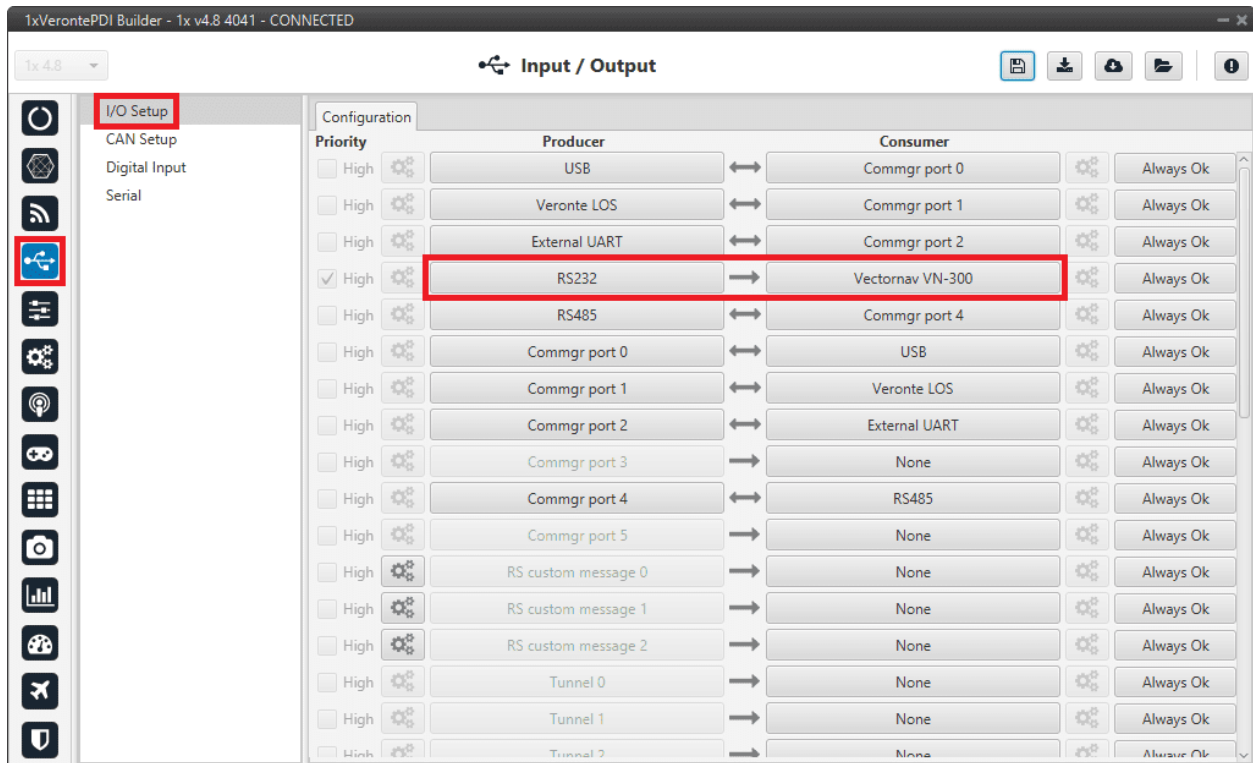 1xVerontePDI Builder - 1x v4.8 4041 - CONNECTED
1x 4.8
Input / Output
I/O Setup
CAN Setup
Digital Input
Serial
Configuration
Priority Producer Consumer
High USB Commgr port 0 Always Ok
High Veronte LOS Commgr port 1 Always Ok
High External UART Commgr port 2 Always Ok
High RS232 Vectornav VN-300 Always Ok
High RS485 Commgr port 4 Always Ok
High Commgr port 0 USB Always Ok
High Commgr port 1 Veronte LOS Always Ok
High Commgr port 2 External UART Always Ok
High Commgr port 3 None Always Ok
High Commgr port 4 RS485 Always Ok
High Commgr port 5 None Always Ok
High RS custom message 0 None Always Ok
High RS custom message 1 None Always Ok
High RS custom message 2 None Always Ok
High Tunnel 0 None Always Ok
High Tunnel 1 None Always Ok
High Tunnel 2 None Always Ok